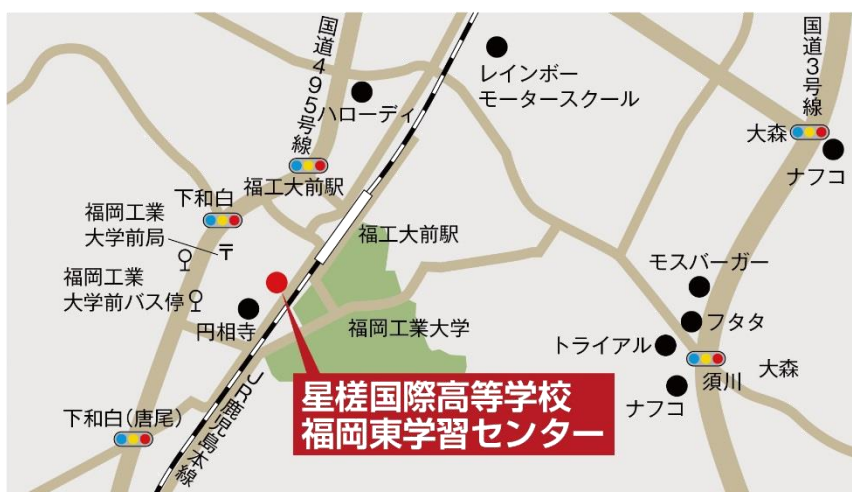 国道495号線
ハローディ
レインボー
モータースクール
国道3号線
大森
ナフコ
下和白
福工大前駅
福岡工業
大学前局
〒
福工大前駅
福岡工業
大学前バス停
円相寺
福岡工業大学
モスバーガー
フタタ
トライアル
大森
須川
ナフコ
星槎国際高等学校
福岡東学習センター
下和白(唐尾)
JR鹿児島本線